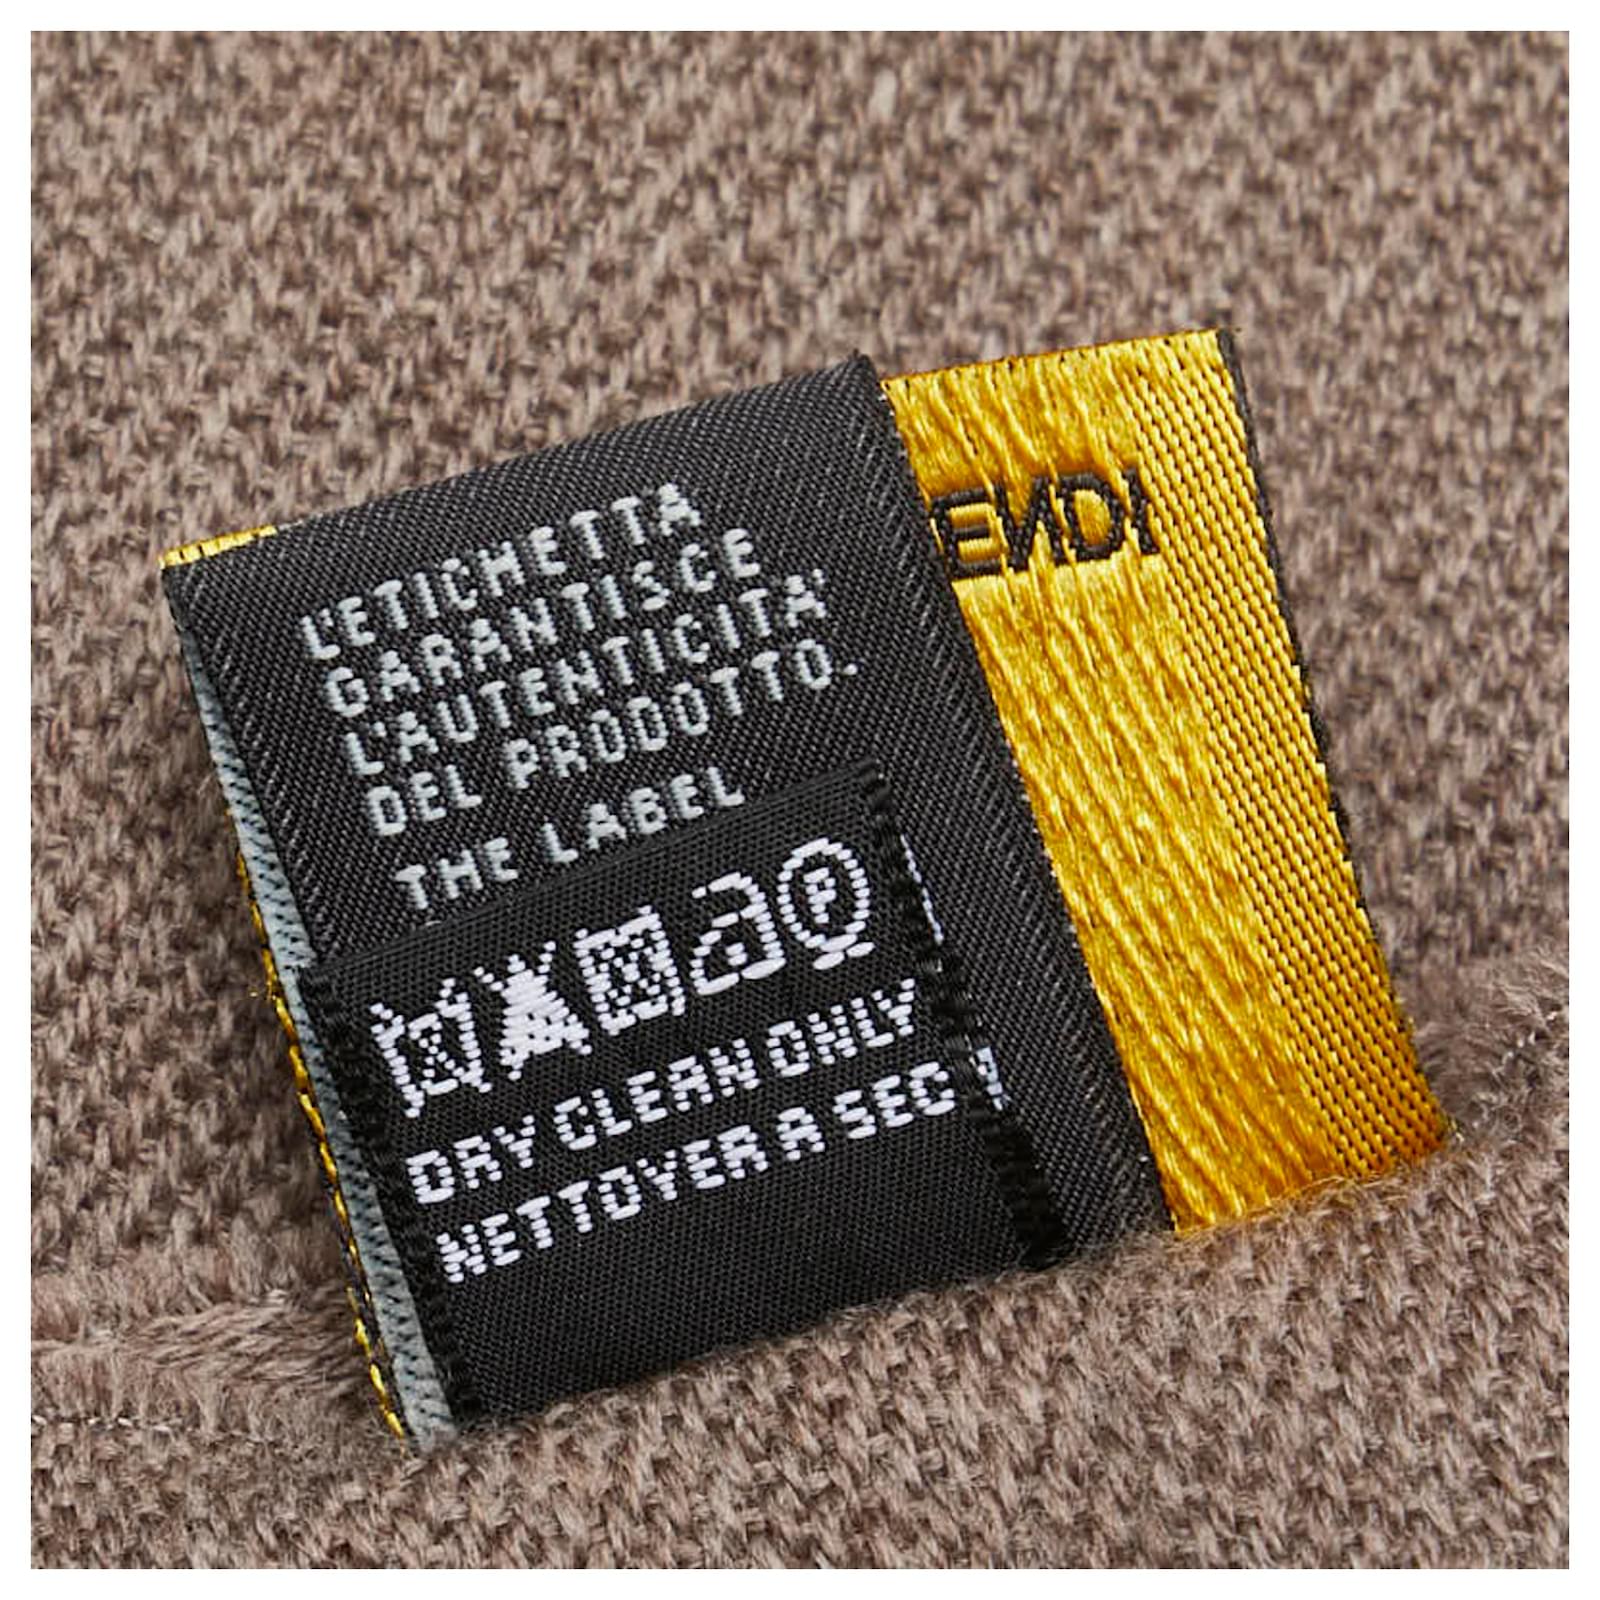 L'ETICHETTA
GARANTISCE
L'AUTENTICITA'
DEL PRODOTTO.
THE LABEL
P
DRY CLEAN ONLY
NETTOYER A SEC
ENDI